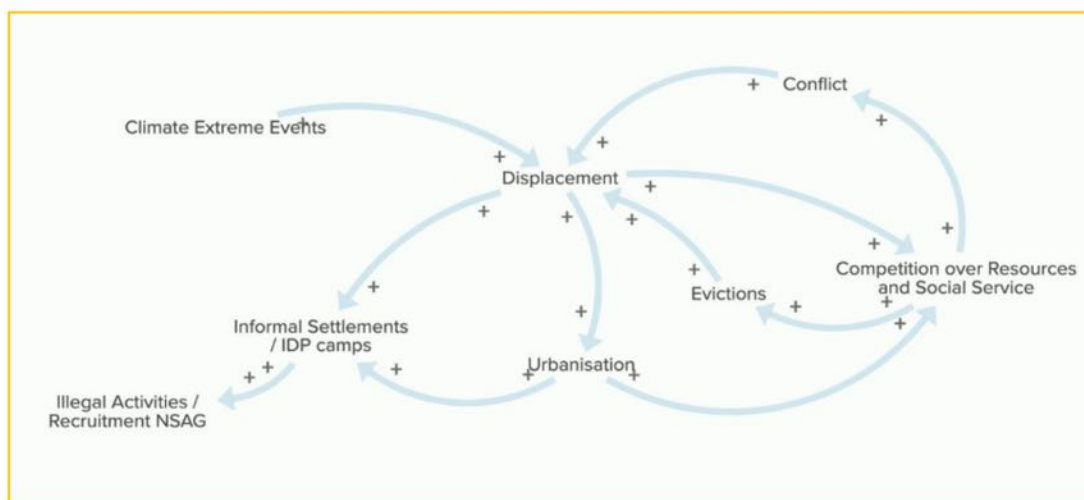 Conflict
Climate Extreme Events
Displacement
Competition over Resources
and Social Service
Evictions
Informal Settlements
/ IDP camps
Urbanisation
Illegal Activities /
Recruitment NSAG